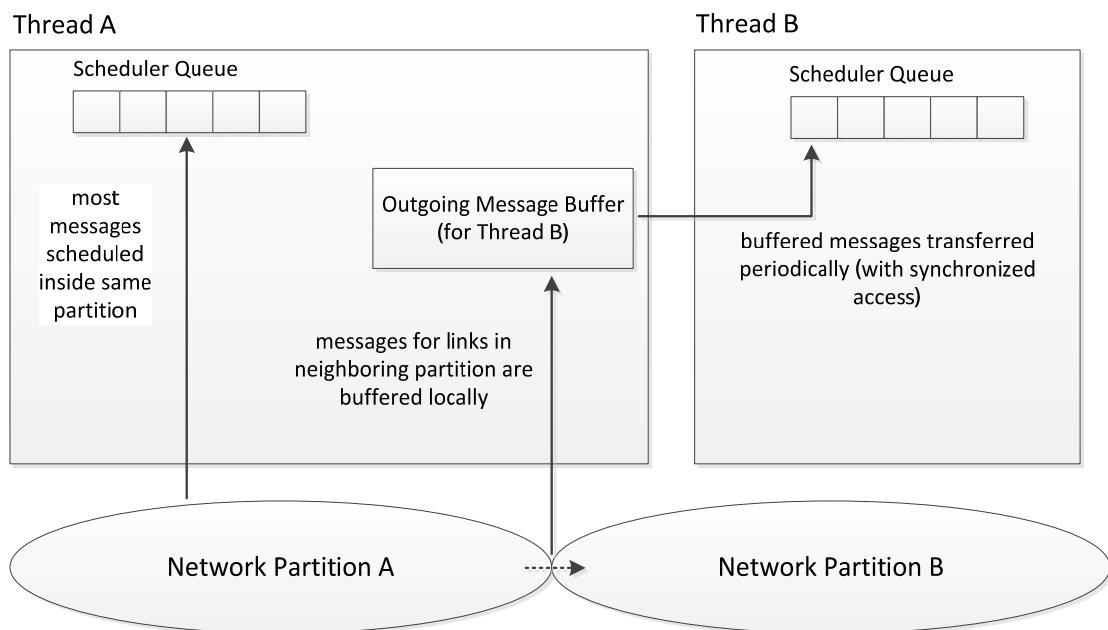 Thread A
Scheduler Queue
most
messages
scheduled
inside same
partition
Outgoing Message Buffer
(for Thread B)
messages for links in
neighboring partition are
buffered locally
Thread B
Scheduler Queue
buffered messages transferred
periodically (with synchronized
access)
Network Partition A
Network Partition B